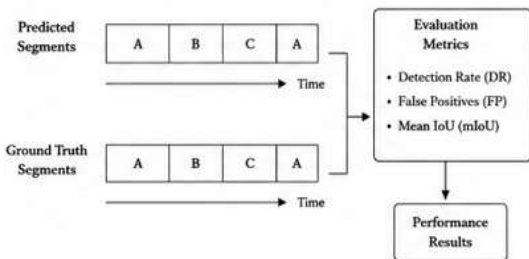 Predicted
Segments
A B C A
Time
Ground Truth
Segments
A B C A
Time
Evaluation
Metrics
• Detection Rate (DR)
• False Positives (FP)
• Mean IoU (mIoU)
Performance
Results